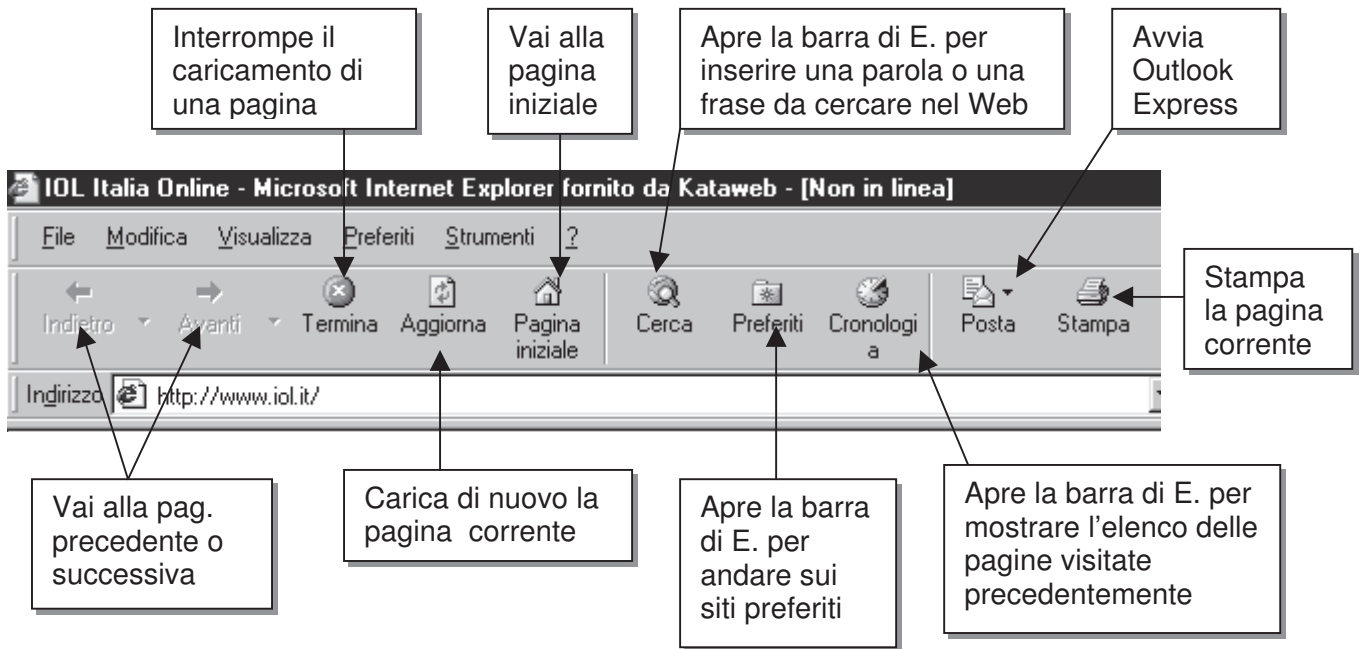 Interrompe il
caricamento di
una pagina
Vai alla
pagina
iniziale
Apre la barra di E. per
inserire una parola o una
frase da cercare nel Web
Avvia
Outlook
Express
IOL Italia Online - Microsoft Internet Explorer fornito da Kataweb - [Non in linea]
File Modifica Visualizza Preferiti Strumenti ?
Indietro Avanti Termina Aggiorna Pagina
iniziale
Cerca Preferiti Cronologi
a
Posta Stampa
Stampa
la pagina
corrente
Indirizzo http://www.iol.it/
Vai alla pag.
precedente o
successiva
Carica di nuovo la
pagina corrente
Apre la barra
di E. per
andare sui
siti preferiti
Apre la barra di E. per
mostrare l'elenco delle
pagine visitate
precedentemente